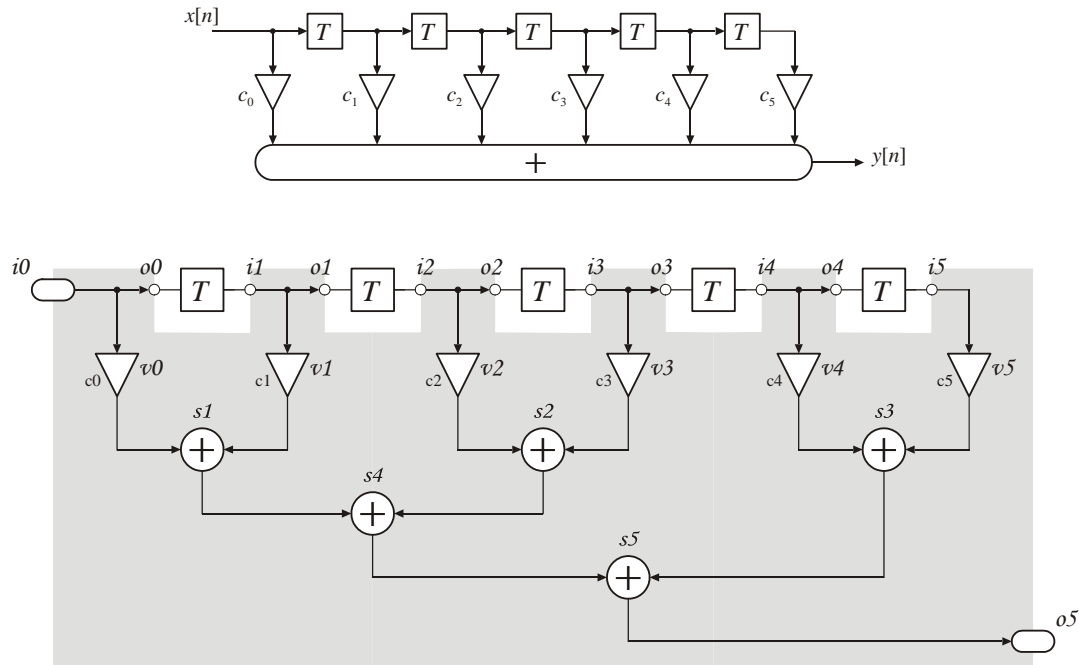 x[n] T T T T T
c0 c1 c2 c3 c4 c5
+ y[n]
i0 o0 T i1 o1 T i2 o2 T i3 o3 T i4 o4 T i5
c0 v0 c1 v1 c2 v2 c3 v3 c4 v4 c5 v5
s1 s2 s3
+ + +
s4
+
s5
+
o5